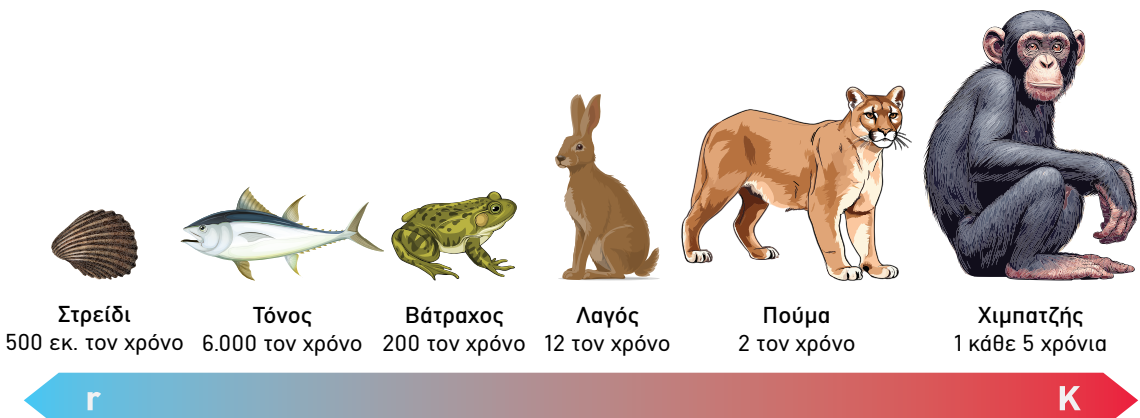 Στρείδι
500 εκ. τον χρόνο
Τόνος
6.000 τον χρόνο
Βάτραχος
200 τον χρόνο
Λαγός
12 τον χρόνο
Πούμα
2 τον χρόνο
Χιμπατζής
1 κάθε 5 χρόνια
r
K